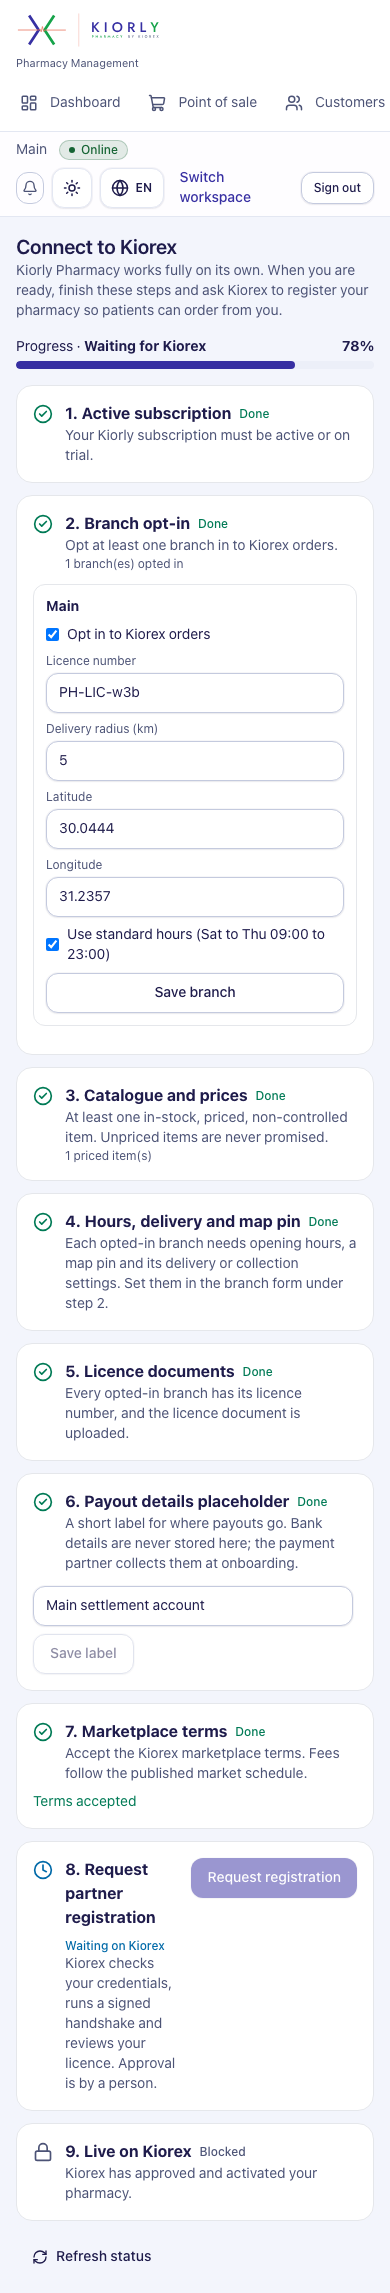 KIORLY
PHARMACY BY KIOREX
Pharmacy Management
Dashboard
Point of sale
Customers
Main
Online
EN
Switch
workspace
Sign out
Connect to Kiorex
Kiorly Pharmacy works fully on its own. When you are
ready, finish these steps and ask Kiorex to register your
pharmacy so patients can order from you.
Progress · Waiting for Kiorex 78%
1. Active subscription Done
Your Kiorly subscription must be active or on
trial.
2. Branch opt-in Done
Opt at least one branch in to Kiorex orders.
1 branch(es) opted in
Main
Opt in to Kiorex orders
Licence number
PH-LIC-w3b
Delivery radius (km)
5
Latitude
30.0444
Longitude
31.2357
Use standard hours (Sat to Thu 09:00 to
23:00)
Save branch
3. Catalogue and prices Done
At least one in-stock, priced, non-controlled
item. Unpriced items are never promised.
1 priced item(s)
4. Hours, delivery and map pin Done
Each opted-in branch needs opening hours, a
map pin and its delivery or collection
settings. Set them in the branch form under
step 2.
5. Licence documents Done
Every opted-in branch has its licence
number, and the licence document is
uploaded.
6. Payout details placeholder Done
A short label for where payouts go. Bank
details are never stored here; the payment
partner collects them at onboarding.
Main settlement account
Save label
7. Marketplace terms Done
Accept the Kiorex marketplace terms. Fees
follow the published market schedule.
Terms accepted
8. Request
partner
registration
Waiting on Kiorex
Kiorex checks
your credentials,
runs a signed
handshake and
reviews your
licence. Approval
is by a person.
Request registration
9. Live on Kiorex Blocked
Kiorex has approved and activated your
pharmacy.
Refresh status